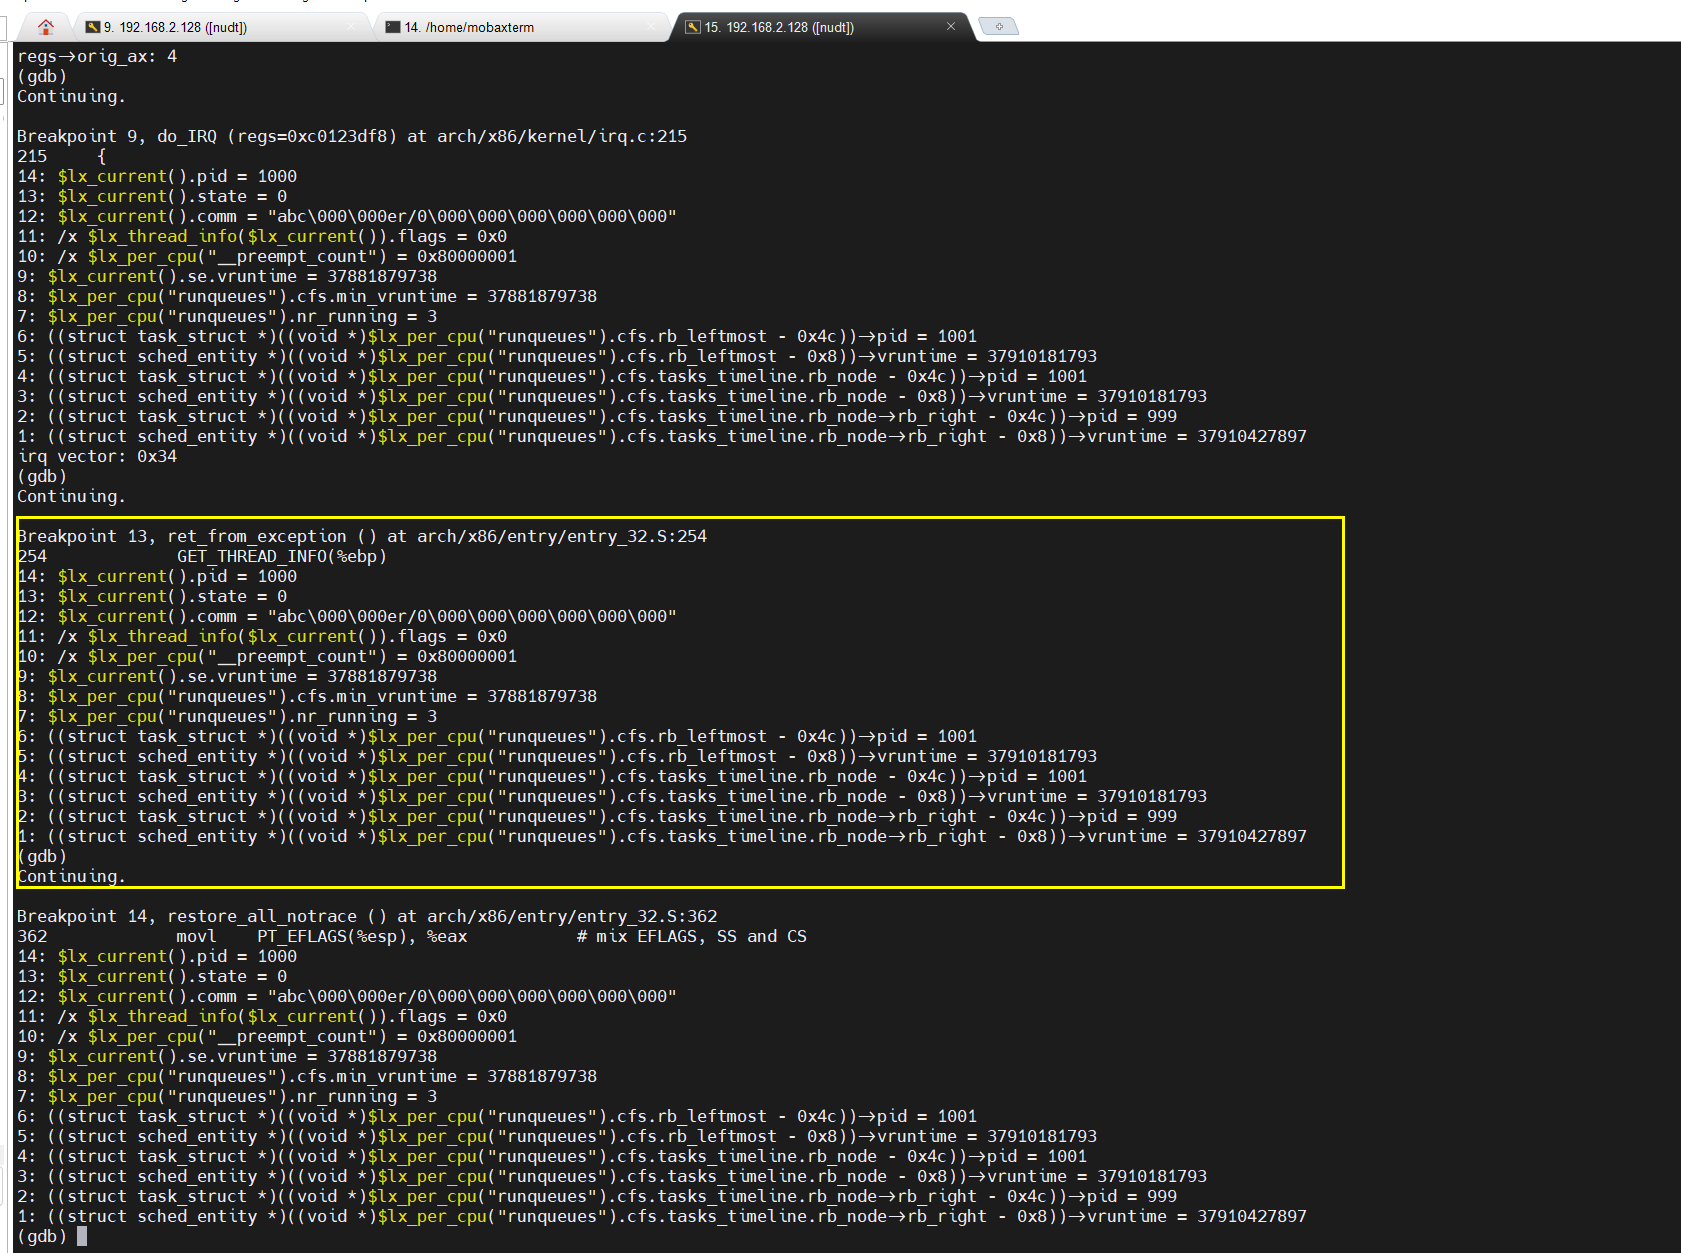 9. 192.168.2.128 ([nudt])
14. /home/mobaxterm
15. 192.168.2.128 ([nudt])
regs→orig_ax: 4
(gdb)
Continuing.
Breakpoint 9, do_IRQ (regs=0xc0123df8) at arch/x86/kernel/irq.c:215
215     {
14: $lx_current().pid = 1000
13: $lx_current().state = 0
12: $lx_current().comm = "abc\000\000er/0\000\000\000\000\000\000"
11: /x $lx_thread_info($lx_current()).flags = 0x0
10: /x $lx_per_cpu("__preempt_count") = 0x80000001
9: $lx_current().se.vruntime = 37881879738
8: $lx_per_cpu("runqueues").cfs.min_vruntime = 37881879738
7: $lx_per_cpu("runqueues").nr_running = 3
6: ((struct task_struct *)((void *)$lx_per_cpu("runqueues").cfs.rb_leftmost - 0x4c))→pid = 1001
5: ((struct sched_entity *)((void *)$lx_per_cpu("runqueues").cfs.rb_leftmost - 0x8))→vruntime = 37910181793
4: ((struct task_struct *)((void *)$lx_per_cpu("runqueues").cfs.tasks_timeline.rb_node - 0x4c))→pid = 1001
3: ((struct sched_entity *)((void *)$lx_per_cpu("runqueues").cfs.tasks_timeline.rb_node - 0x8))→vruntime = 37910181793
2: ((struct task_struct *)((void *)$lx_per_cpu("runqueues").cfs.tasks_timeline.rb_node→rb_right - 0x4c))→pid = 999
1: ((struct sched_entity *)((void *)$lx_per_cpu("runqueues").cfs.tasks_timeline.rb_node→rb_right - 0x8))→vruntime = 37910427897
irq vector: 0x34
(gdb)
Continuing.
Breakpoint 13, ret_from_exception () at arch/x86/entry/entry_32.S:254
254             GET_THREAD_INFO(%ebp)
14: $lx_current().pid = 1000
13: $lx_current().state = 0
12: $lx_current().comm = "abc\000\000er/0\000\000\000\000\000\000"
11: /x $lx_thread_info($lx_current()).flags = 0x0
10: /x $lx_per_cpu("__preempt_count") = 0x80000001
9: $lx_current().se.vruntime = 37881879738
8: $lx_per_cpu("runqueues").cfs.min_vruntime = 37881879738
7: $lx_per_cpu("runqueues").nr_running = 3
6: ((struct task_struct *)((void *)$lx_per_cpu("runqueues").cfs.rb_leftmost - 0x4c))→pid = 1001
5: ((struct sched_entity *)((void *)$lx_per_cpu("runqueues").cfs.rb_leftmost - 0x8))→vruntime = 37910181793
4: ((struct task_struct *)((void *)$lx_per_cpu("runqueues").cfs.tasks_timeline.rb_node - 0x4c))→pid = 1001
3: ((struct sched_entity *)((void *)$lx_per_cpu("runqueues").cfs.tasks_timeline.rb_node - 0x8))→vruntime = 37910181793
2: ((struct task_struct *)((void *)$lx_per_cpu("runqueues").cfs.tasks_timeline.rb_node→rb_right - 0x4c))→pid = 999
1: ((struct sched_entity *)((void *)$lx_per_cpu("runqueues").cfs.tasks_timeline.rb_node→rb_right - 0x8))→vruntime = 37910427897
(gdb)
Continuing.
Breakpoint 14, restore_all_notrace () at arch/x86/entry/entry_32.S:362
362             movl    PT_EFLAGS(%esp), %eax           # mix EFLAGS, SS and CS
14: $lx_current().pid = 1000
13: $lx_current().state = 0
12: $lx_current().comm = "abc\000\000er/0\000\000\000\000\000\000"
11: /x $lx_thread_info($lx_current()).flags = 0x0
10: /x $lx_per_cpu("__preempt_count") = 0x80000001
9: $lx_current().se.vruntime = 37881879738
8: $lx_per_cpu("runqueues").cfs.min_vruntime = 37881879738
7: $lx_per_cpu("runqueues").nr_running = 3
6: ((struct task_struct *)((void *)$lx_per_cpu("runqueues").cfs.rb_leftmost - 0x4c))→pid = 1001
5: ((struct sched_entity *)((void *)$lx_per_cpu("runqueues").cfs.rb_leftmost - 0x8))→vruntime = 37910181793
4: ((struct task_struct *)((void *)$lx_per_cpu("runqueues").cfs.tasks_timeline.rb_node - 0x4c))→pid = 1001
3: ((struct sched_entity *)((void *)$lx_per_cpu("runqueues").cfs.tasks_timeline.rb_node - 0x8))→vruntime = 37910181793
2: ((struct task_struct *)((void *)$lx_per_cpu("runqueues").cfs.tasks_timeline.rb_node→rb_right - 0x4c))→pid = 999
1: ((struct sched_entity *)((void *)$lx_per_cpu("runqueues").cfs.tasks_timeline.rb_node→rb_right - 0x8))→vruntime = 37910427897
(gdb)